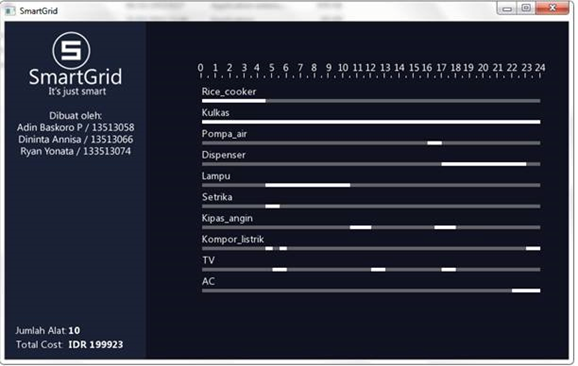 SmartGrid
S
SmartGrid
It's just smart
Dibuat oleh:
Adin Baskoro P / 13513058
Dininta Annisa / 13513066
Ryan Yonata / 133513074
0 1 2 3 4 5 6 7 8 9 10 11 12 13 14 15 16 17 18 19 20 21 22 23 24
Rice_cooker
Kulkas
Pompa_air
Dispenser
Lampu
Setrika
Kipas_angin
Kompor_listrik
TV
AC
Jumlah Alat: 10
Total Cost: IDR 199923